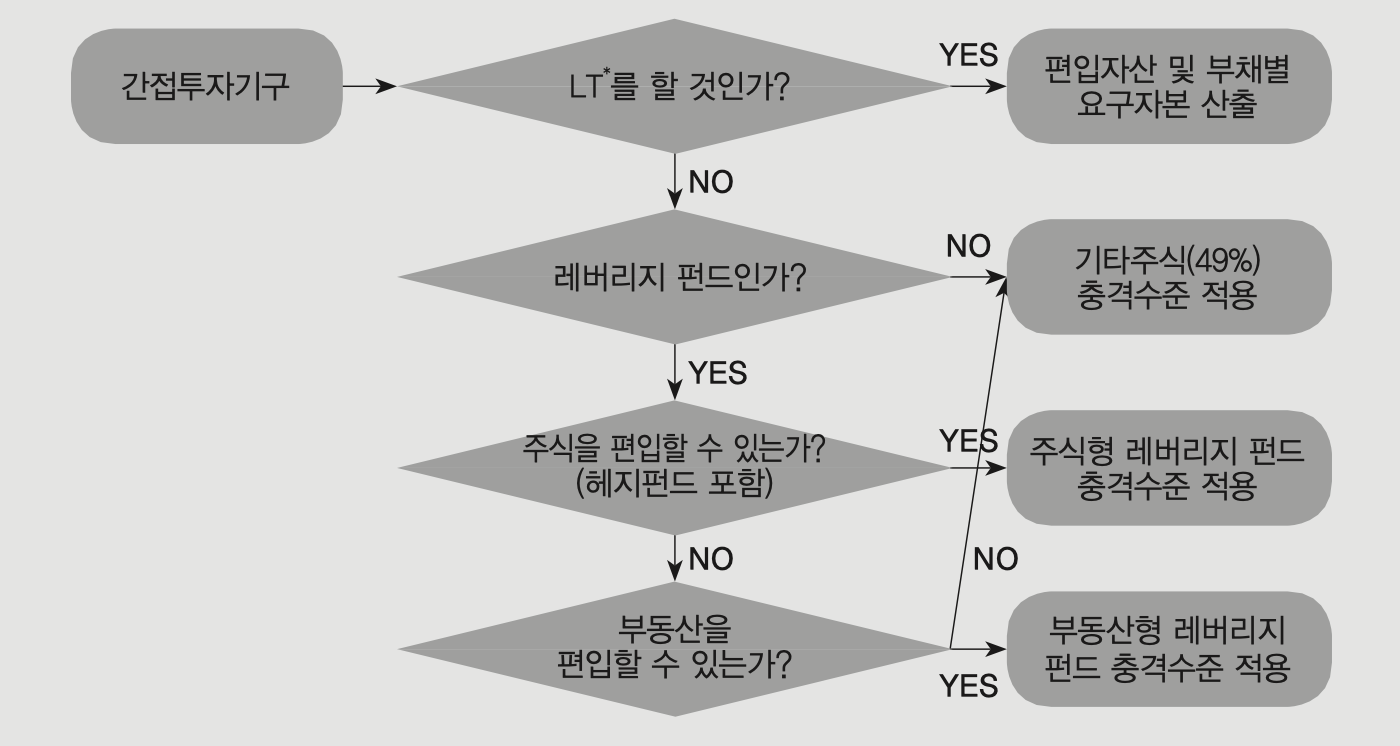 간접투자기구
LT*를 할 것인가?
YES
편입자산 및 부채별
요구자본 산출
NO
레버리지 펀드인가?
NO
기타주식(49%)
충격수준 적용
YES
주식을 편입할 수 있는가?
(헤지펀드 포함)
YES
주식형 레버리지 펀드
충격수준 적용
NO
NO
부동산을
편입할 수 있는가?
YES
부동산형 레버리지
펀드 충격수준 적용